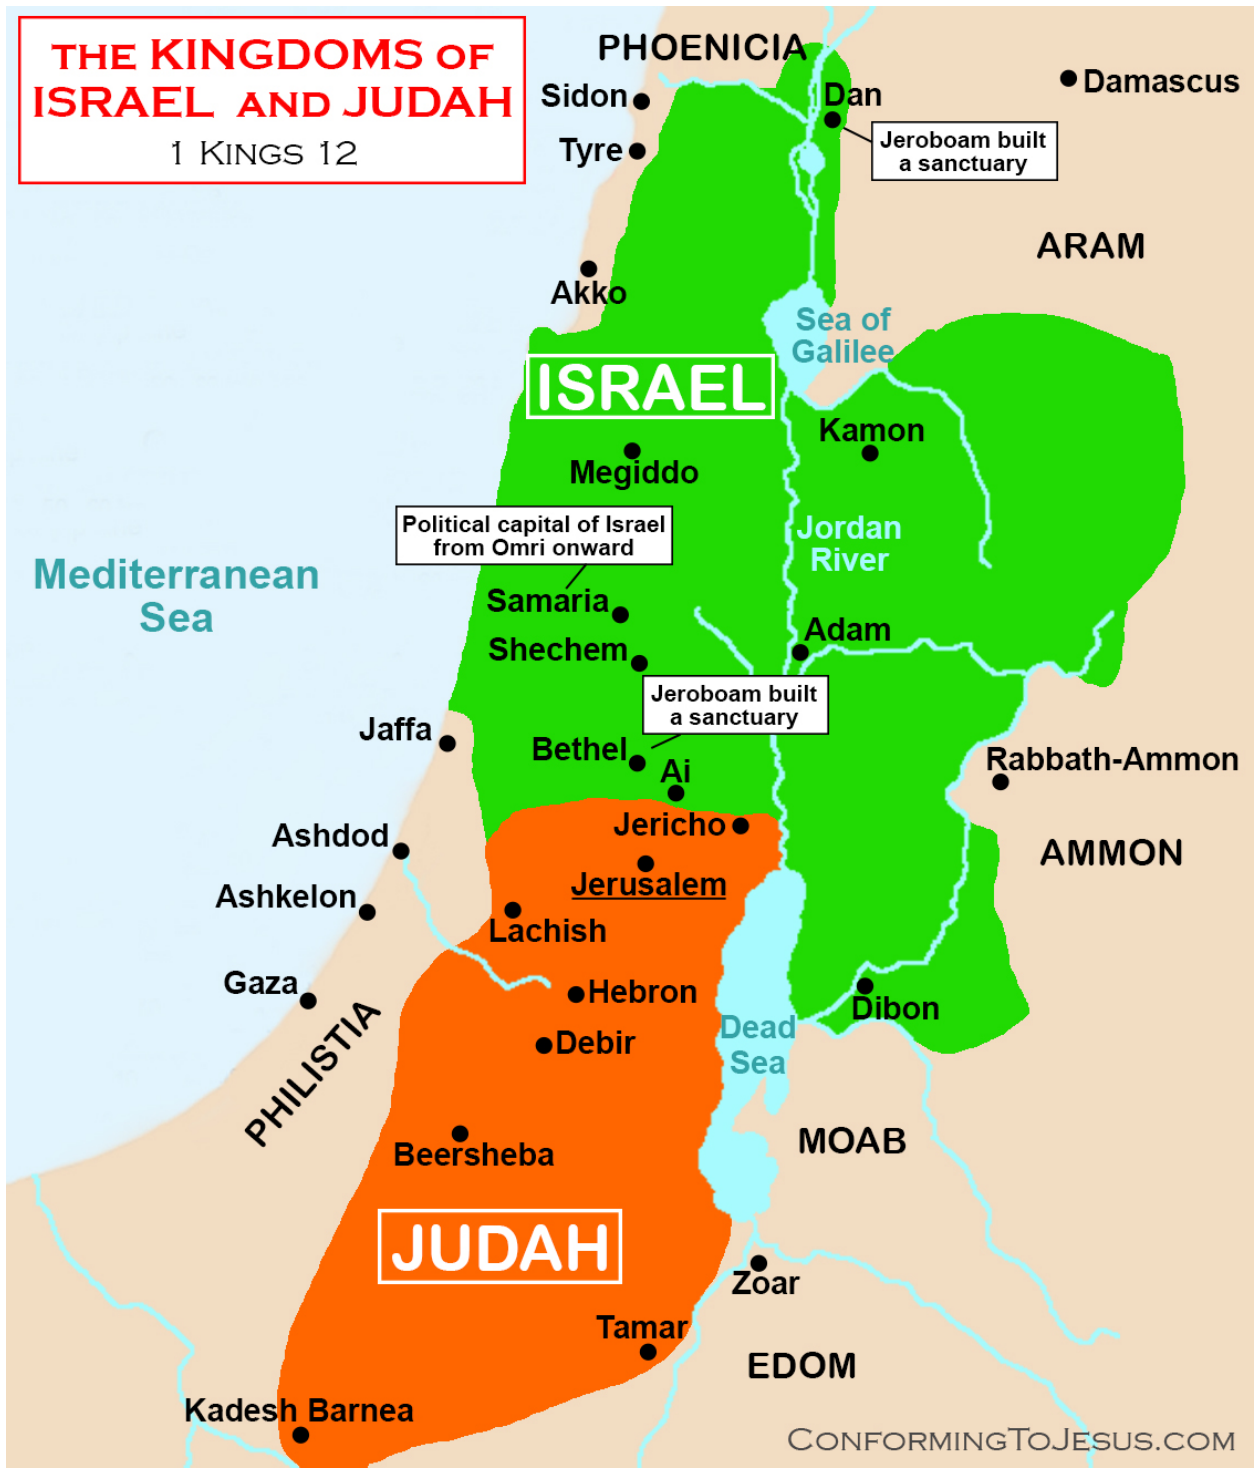 THE KINGDOMS OF
ISRAEL AND JUDAH
1 KINGS 12
PHOENICIA
Sidon
Tyre
Dan
Damascus
Jeroboam built
a sanctuary
ARAM
Akko
Sea of
Galilee
ISRAEL
Kamon
Megiddo
Political capital of Israel
from Omri onward
Jordan
River
Mediterranean
Sea
Samaria
Adam
Shechem
Jeroboam built
a sanctuary
Jaffa
Bethel
Ai
Rabbath-Ammon
Jericho
Ashdod
AMMON
Jerusalem
Ashkelon
Lachish
Gaza
Hebron
Dibon
PHILISTIA
Debir
Dead
Sea
MOAB
Beersheba
JUDAH
Zoar
Tamar
EDOM
Kadesh Barnea
CONFORMINGTOJESUS.COM